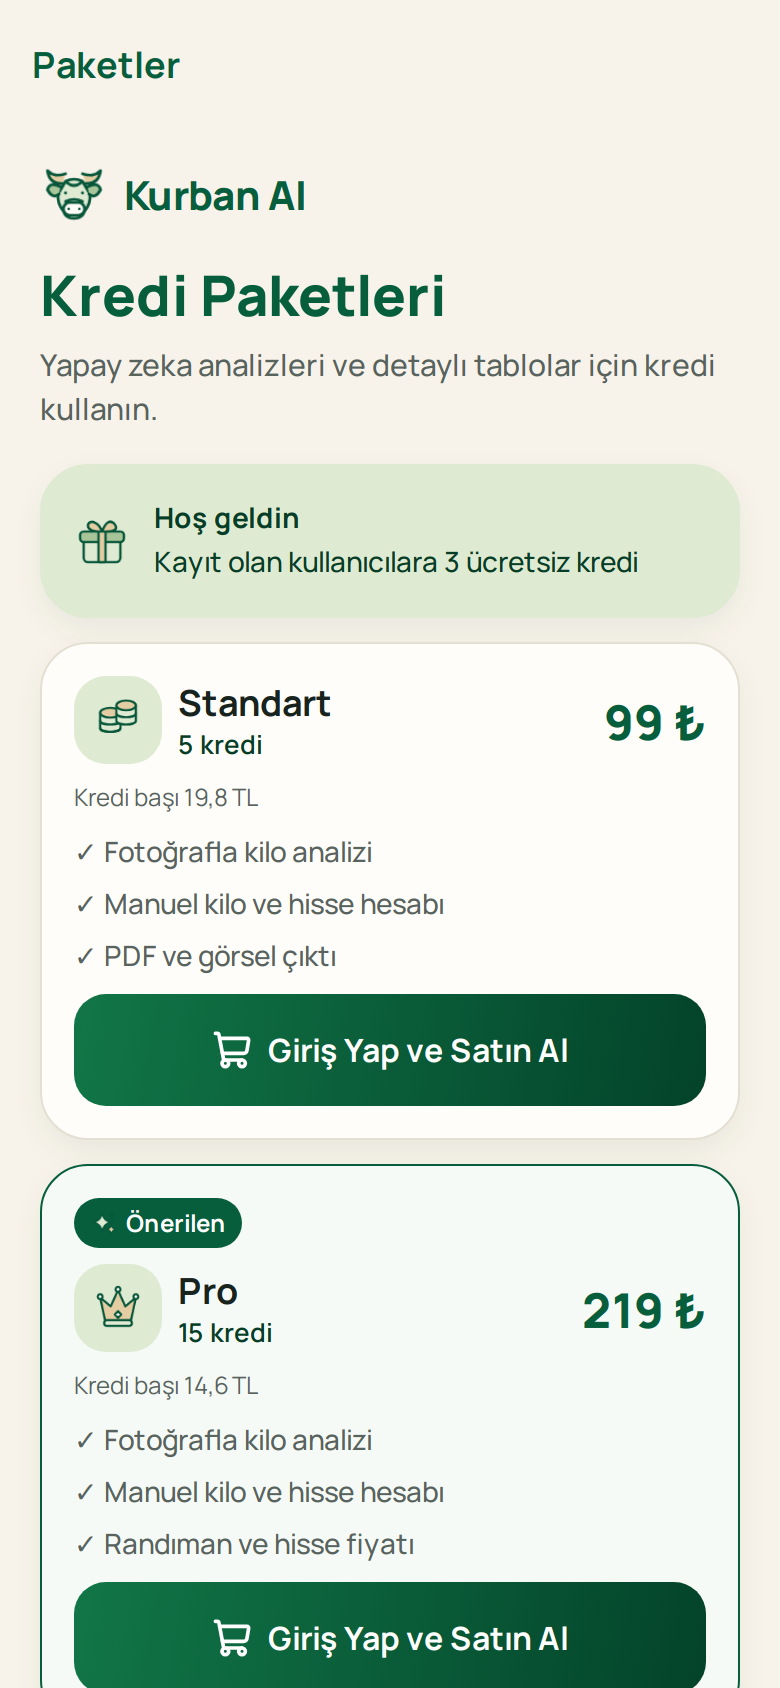 Paketler
Kurban AI
Kredi Paketleri
Yapay zeka analizleri ve detaylı tablolar için kredi
kullanın.
Hoş geldin
Kayıt olan kullanıcılara 3 ücretsiz kredi
Standart
5 kredi
99 ₺
Kredi başı 19,8 TL
✓ Fotoğrafla kilo analizi
✓ Manuel kilo ve hisse hesabı
✓ PDF ve görsel çıktı
Giriş Yap ve Satın Al
Önerilen
Pro
15 kredi
219 ₺
Kredi başı 14,6 TL
✓ Fotoğrafla kilo analizi
✓ Manuel kilo ve hisse hesabı
✓ Randıman ve hisse fiyatı
Giriş Yap ve Satın Al